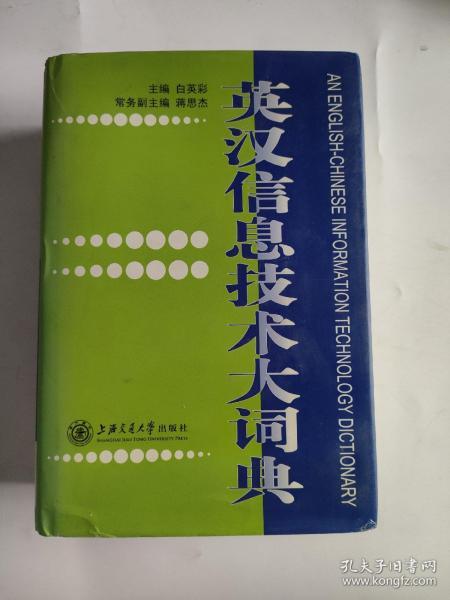 主编 白英彩
常务副主编 蒋思杰
英汉信息技术大词典
AN ENGLISH-CHINESE INFORMATION TECHNOLOGY DICTIONARY
上海交通大学出版社
SHANGHAI JIAO TONG UNIVERSITY PRESS
孔夫子旧书网
www.kongfz.com